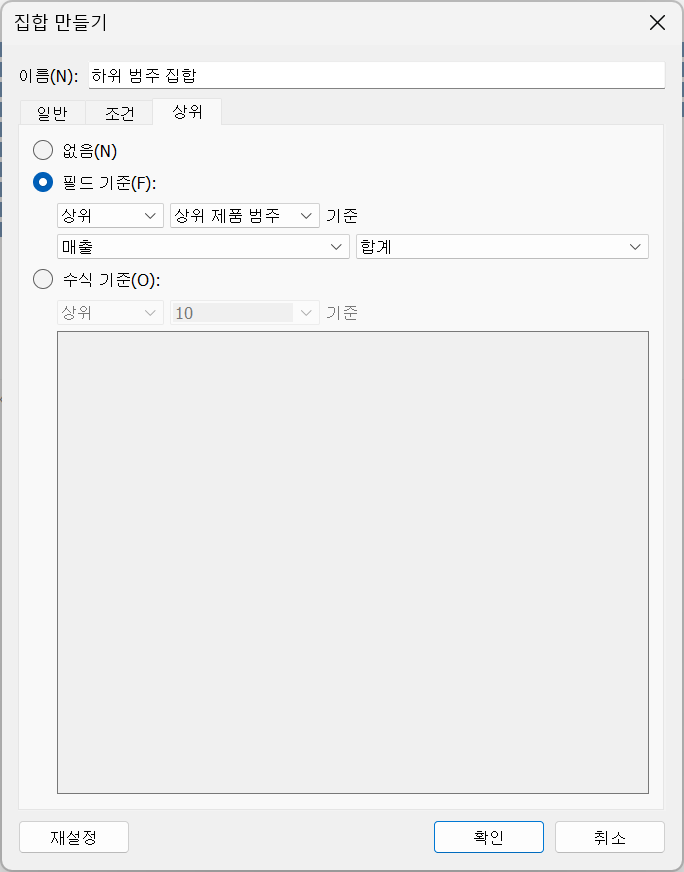 집합 만들기
이름(N): 하위 범주 집합
일반 조건 상위
없음(N)
필드 기준(F):
상위 상위 제품 범주 기준
매출 합계
수식 기준(O):
상위 10 기준
재설정 확인 취소